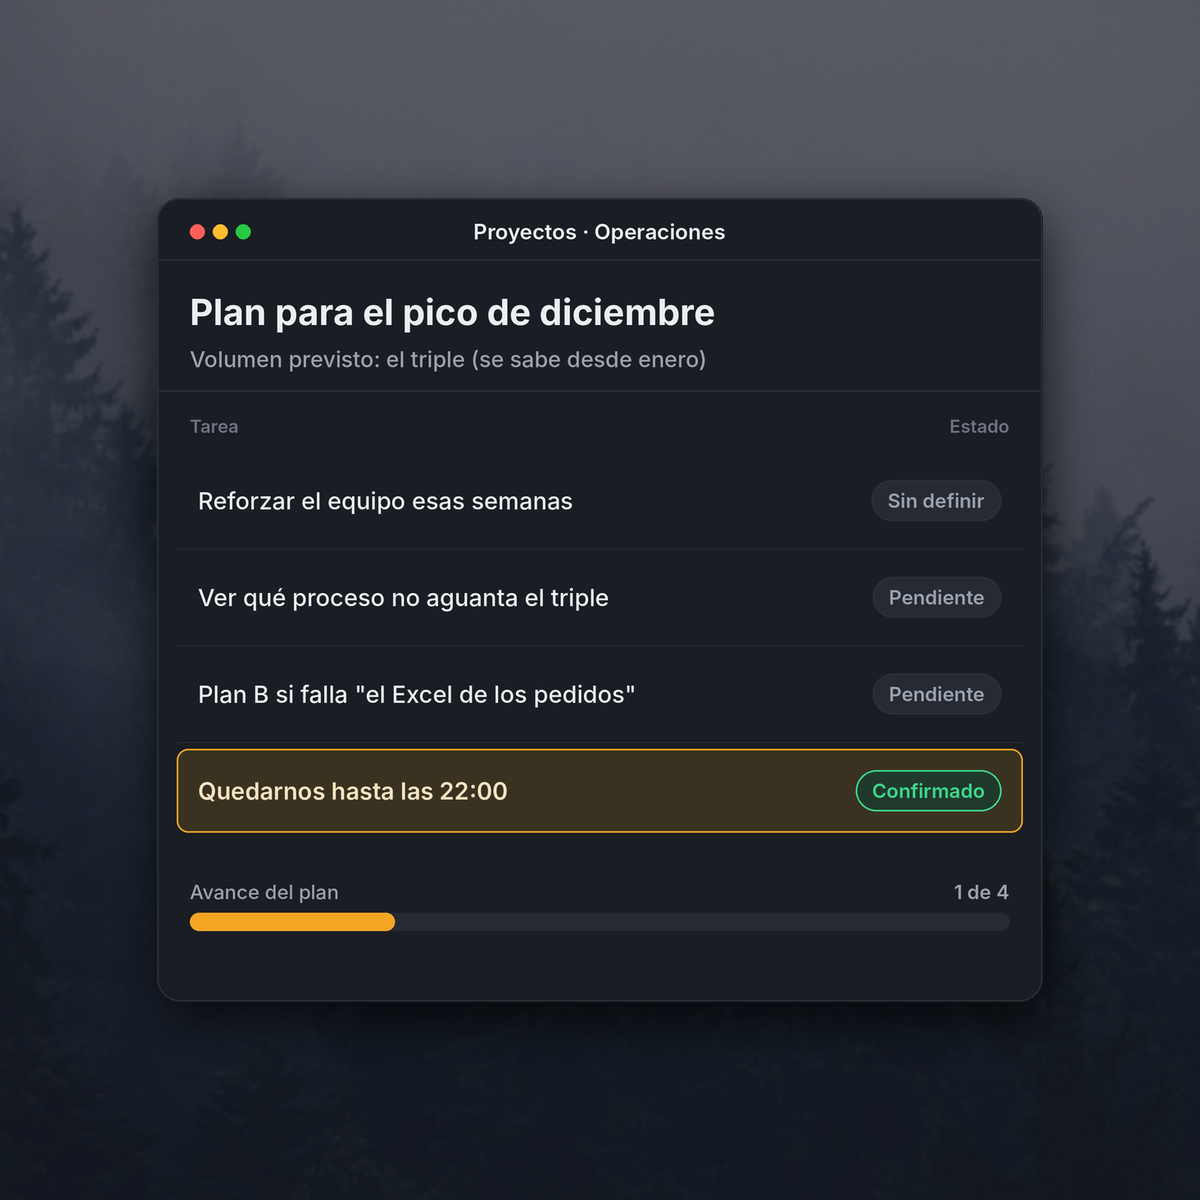 Proyectos · Operaciones
Plan para el pico de diciembre
Volumen previsto: el triple (se sabe desde enero)
Tarea Estado
Reforzar el equipo esas semanas Sin definir
Ver qué proceso no aguanta el triple Pendiente
Plan B si falla "el Excel de los pedidos" Pendiente
Quedarnos hasta las 22:00 Confirmado
Avance del plan 1 de 4